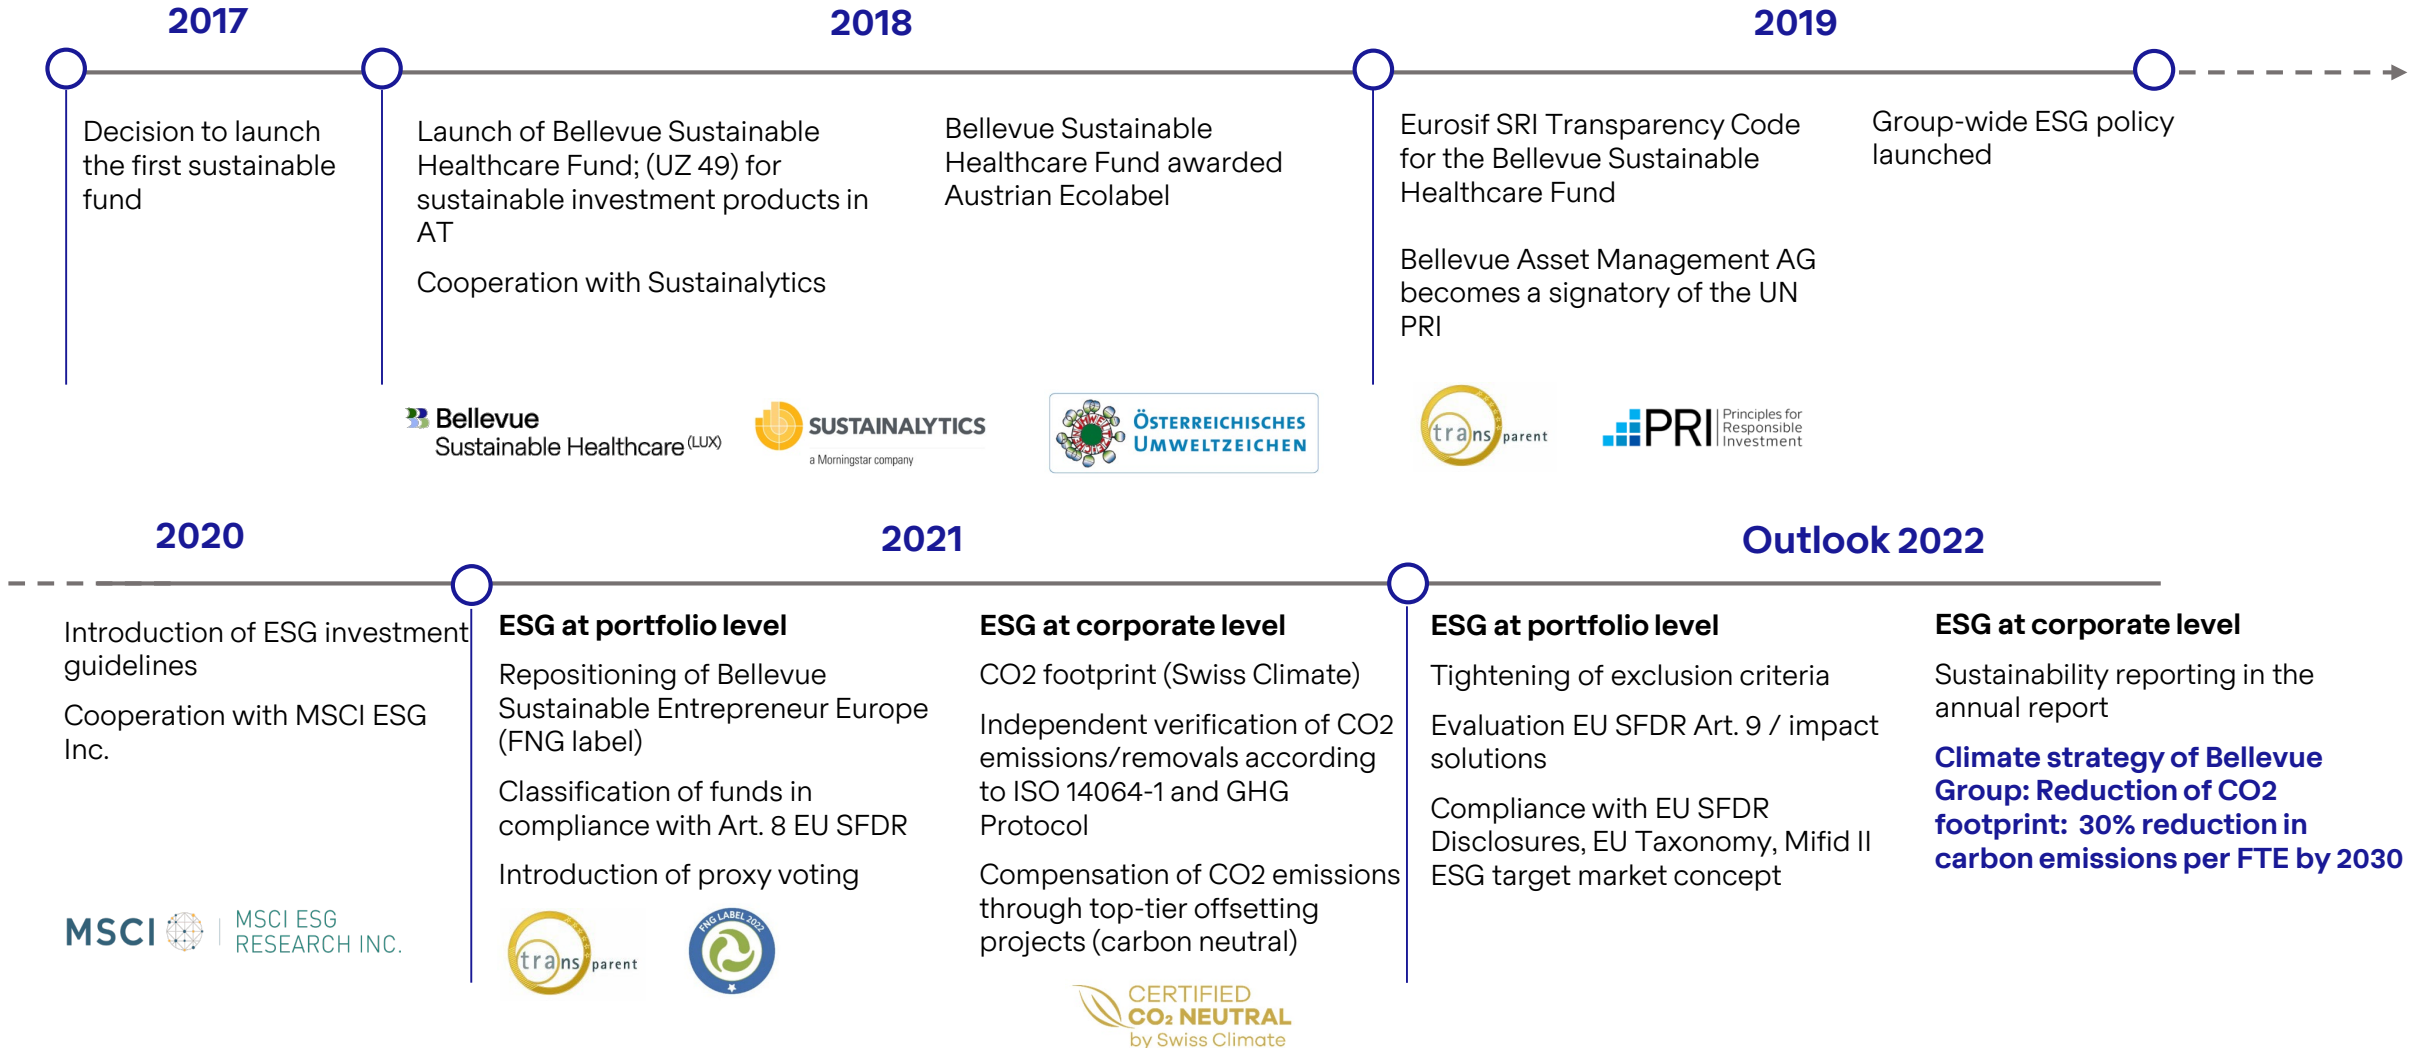 2017
2018
2019
Decision to launch
the first sustainable
fund
Launch of Bellevue Sustainable
Healthcare Fund; (UZ 49) for
sustainable investment products in
AT
Cooperation with Sustainalytics
Bellevue Sustainable
Healthcare Fund awarded
Austrian Ecolabel
Eurosif SRI Transparency Code
for the Bellevue Sustainable
Healthcare Fund
Bellevue Asset Management AG
becomes a signatory of the UN
PRI
Group-wide ESG policy
launched
Bellevue
Sustainable Healthcare (LUX)
SUSTAINALYTICS
a Morningstar company
ÖSTERREICHISCHES
UMWELTZEICHEN
transparent
PRI
Principles for
Responsible
Investment
2020
2021
Outlook 2022
Introduction of ESG investment
guidelines
Cooperation with MSCI ESG
Inc.
MSCI
MSCI ESG
RESEARCH INC.
ESG at portfolio level
Repositioning of Bellevue
Sustainable Entrepreneur Europe
(FNG label)
Classification of funds in
compliance with Art. 8 EU SFDR
Introduction of proxy voting
transparent
FNG LABEL 2022
ESG at corporate level
CO2 footprint (Swiss Climate)
Independent verification of CO2
emissions/removals according
to ISO 14064-1 and GHG
Protocol
Compensation of CO2 emissions
through top-tier offsetting
projects (carbon neutral)
CERTIFIED
CO₂ NEUTRAL
by Swiss Climate
ESG at portfolio level
Tightening of exclusion criteria
Evaluation EU SFDR Art. 9 / impact
solutions
Compliance with EU SFDR
Disclosures, EU Taxonomy, Mifid II
ESG target market concept
ESG at corporate level
Sustainability reporting in the
annual report
Climate strategy of Bellevue
Group: Reduction of CO2
footprint: 30% reduction in
carbon emissions per FTE by 2030